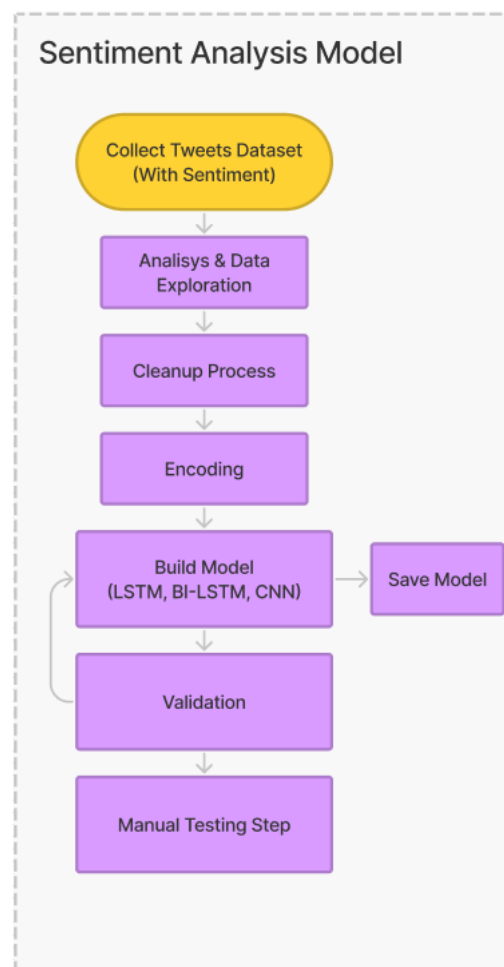 Sentiment Analysis Model
Collect Tweets Dataset
(With Sentiment)
Analisys & Data
Exploration
Cleanup Process
Encoding
Build Model
(LSTM, BI-LSTM, CNN)
Save Model
Validation
Manual Testing Step